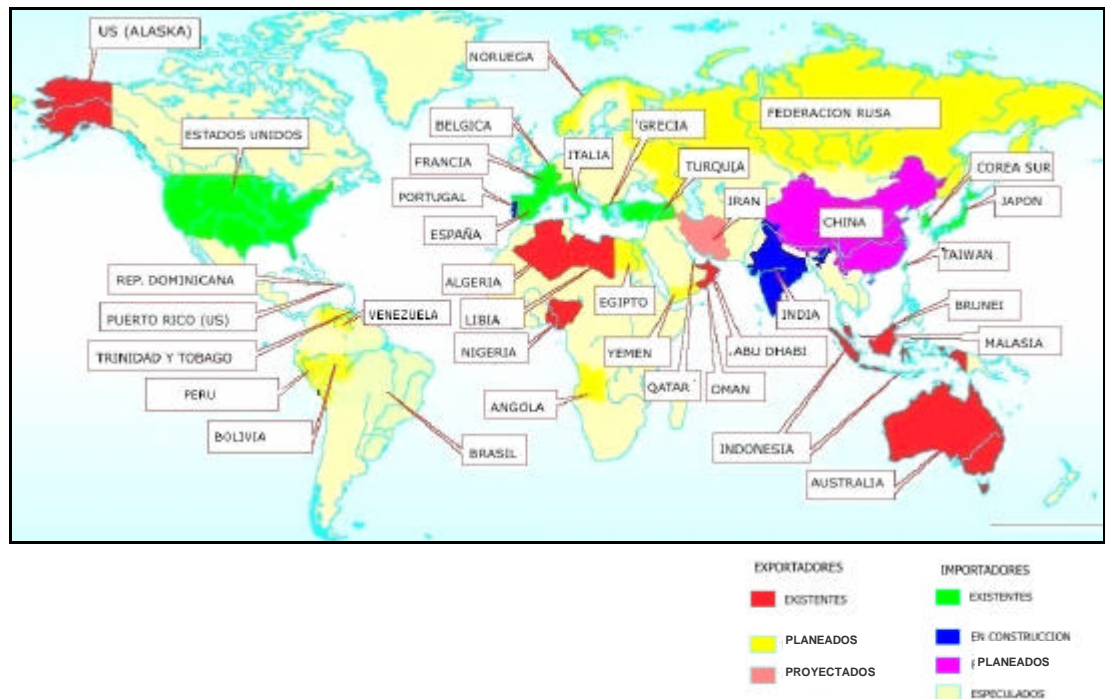 US (ALASKA)
NORUEGA
FEDERACION RUSA
ESTADOS UNIDOS
BELGICA
'GRECIA
FRANCIA
ITALIA
TURQUIA
COREA SUR
PORTUGAL
IRAN
JAPON
ESPAÑA
CHINA
TAIWAN
REP. DOMINICANA
ALGERIA
EGIPTO
INDIA
BRUNEI
PUERTO RICO (US)
VENEZUELA
LIBIA
TRINIDAD Y TOBAGO
NIGERIA
YEMEN
ABU DHABI
MALASIA
PERU
ANGOLA
QATAR
OMAN
BOLIVIA
BRASIL
INDONESIA
AUSTRALIA
EXPORTADORES
EXISTENTES
PLANEADOS
PROYECTADOS
IMPORTADORES
EXISTENTES
EN CONSTRUCCION
PLANEADOS
ESPECULADOS